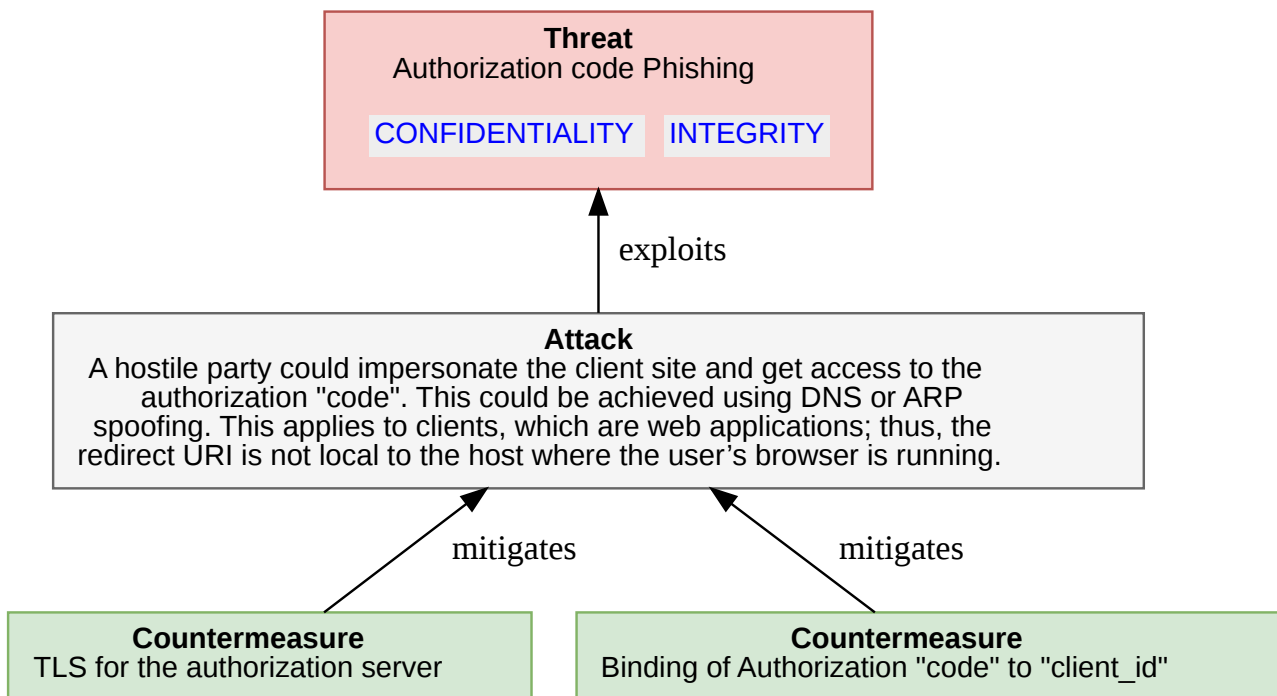 Threat
Authorization code Phishing
CONFIDENTIALITY INTEGRITY
exploits
Attack
A hostile party could impersonate the client site and get access to the
authorization "code". This could be achieved using DNS or ARP
spoofing. This applies to clients, which are web applications; thus, the
redirect URI is not local to the host where the user’s browser is running.
mitigates mitigates
Countermeasure
TLS for the authorization server
Countermeasure
Binding of Authorization "code" to "client_id"